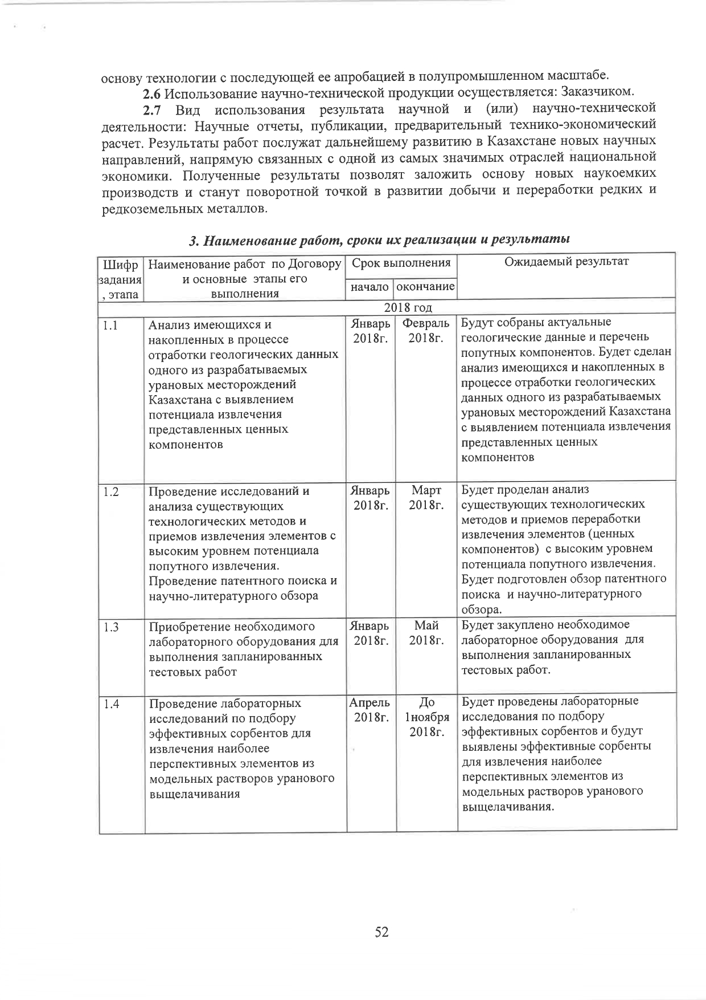 основу технологии с последующей ее апробацией в полупромышленном масштабе.
2.6 Использование научно-технической продукции осуществляется: Заказчиком.
2.7 Вид использования результата научной и (или) научно-технической
деятельности: Научные отчеты, публикации, предварительный технико-экономический
расчет. Результаты работ послужат дальнейшему развитию в Казахстане новых научных
направлений, напрямую связанных с одной из самых значимых отраслей национальной
экономики. Полученные результаты позволят заложить основу новых наукоемких
производств и станут поворотной точкой в развитии добычи и переработки редких и
редкоземельных металлов.
3. Наименование работ, сроки их реализации и результаты
Шифр
задания
, этапа
Наименование работ по Договору
и основные этапы его
выполнения
Срок выполнения
начало
окончание
Ожидаемый результат
2018 год
1.1
Анализ имеющихся и
накопленных в процессе
отработки геологических данных
одного из разрабатываемых
урановых месторождений
Казахстана с выявлением
потенциала извлечения
представленных ценных
компонентов
Январь
2018г.
Февраль
2018г.
Будут собраны актуальные
геологические данные и перечень
попутных компонентов. Будет сделан
анализ имеющихся и накопленных в
процессе отработки геологических
данных одного из разрабатываемых
урановых месторождений Казахстана
с выявлением потенциала извлечения
представленных ценных
компонентов
1.2
Проведение исследований и
анализа существующих
технологических методов и
приемов извлечения элементов с
высоким уровнем потенциала
попутного извлечения.
Проведение патентного поиска и
научно-литературного обзора
Январь
2018г.
Март
2018г.
Будет проделан анализ
существующих технологических
методов и приемов переработки
извлечения элементов (ценных
компонентов) с высоким уровнем
потенциала попутного извлечения.
Будет подготовлен обзор патентного
поиска и научно-литературного
обзора.
1.3
Приобретение необходимого
лабораторного оборудования для
выполнения запланированных
тестовых работ
Январь
2018г.
Май
2018г.
Будет закуплено необходимое
лабораторное оборудования для
выполнения запланированных
тестовых работ.
1.4
Проведение лабораторных
исследований по подбору
эффективных сорбентов для
извлечения наиболее
перспективных элементов из
модельных растворов уранового
выщелачивания
Апрель
2018г.
До
1ноября
2018г.
Будет проведены лабораторные
исследования по подбору
эффективных сорбентов и будут
выявлены эффективные сорбенты
для извлечения наиболее
перспективных элементов из
модельных растворов уранового
выщелачивания.
52